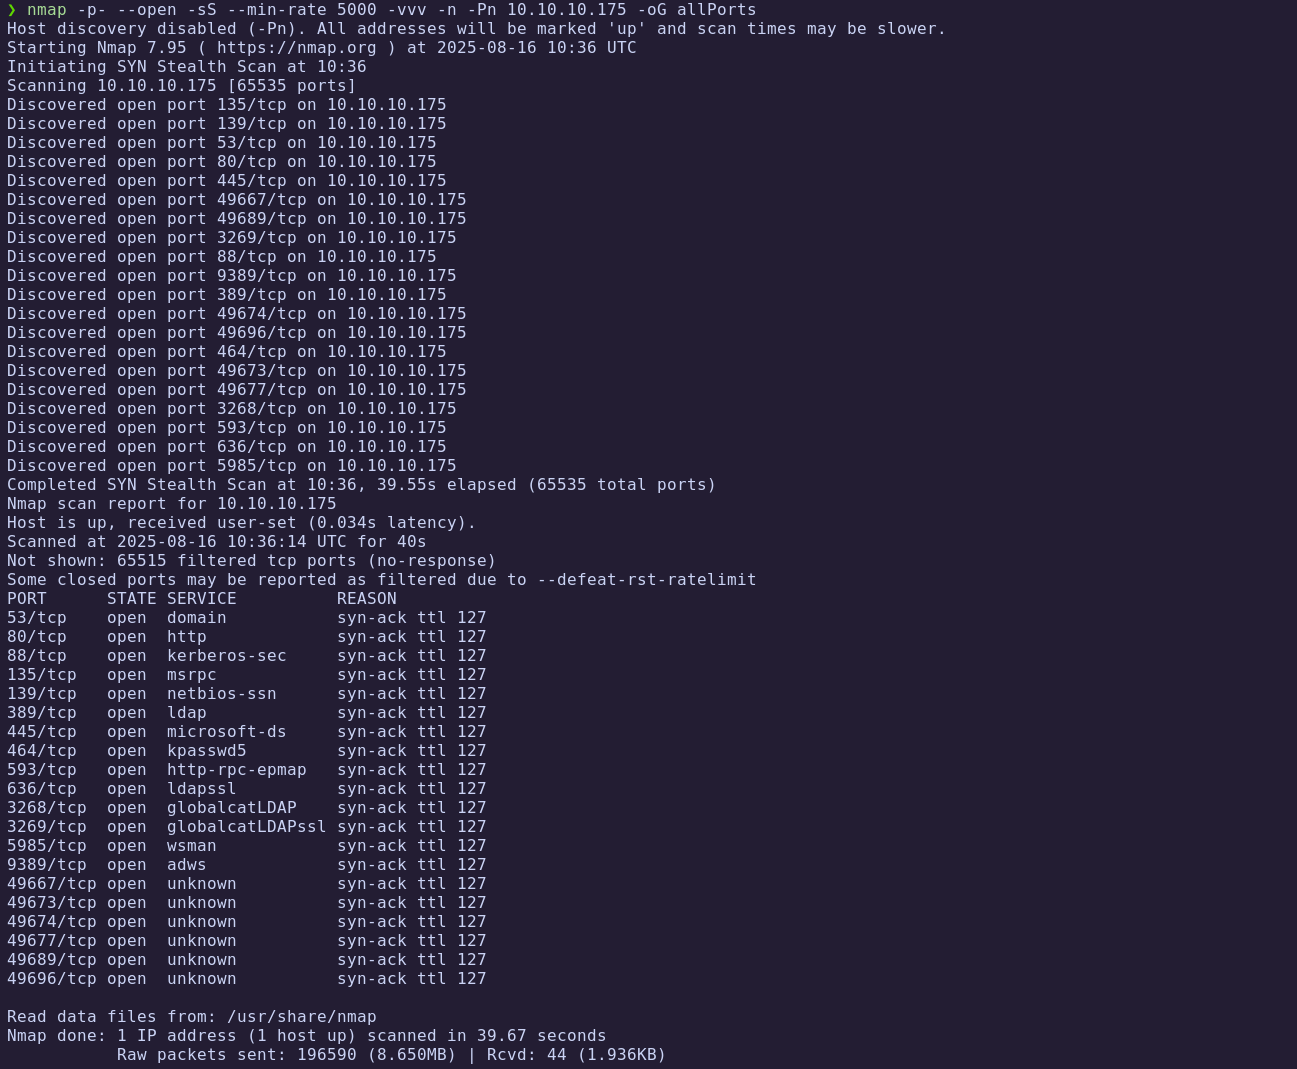 ❯ nmap -p- --open -sS --min-rate 5000 -vvv -n -Pn 10.10.10.175 -oG allPorts
Host discovery disabled (-Pn). All addresses will be marked 'up' and scan times may be slower.
Starting Nmap 7.95 ( https://nmap.org ) at 2025-08-16 10:36 UTC
Initiating SYN Stealth Scan at 10:36
Scanning 10.10.10.175 [65535 ports]
Discovered open port 135/tcp on 10.10.10.175
Discovered open port 139/tcp on 10.10.10.175
Discovered open port 53/tcp on 10.10.10.175
Discovered open port 80/tcp on 10.10.10.175
Discovered open port 445/tcp on 10.10.10.175
Discovered open port 49667/tcp on 10.10.10.175
Discovered open port 49689/tcp on 10.10.10.175
Discovered open port 3269/tcp on 10.10.10.175
Discovered open port 88/tcp on 10.10.10.175
Discovered open port 9389/tcp on 10.10.10.175
Discovered open port 389/tcp on 10.10.10.175
Discovered open port 49674/tcp on 10.10.10.175
Discovered open port 49696/tcp on 10.10.10.175
Discovered open port 464/tcp on 10.10.10.175
Discovered open port 49673/tcp on 10.10.10.175
Discovered open port 49677/tcp on 10.10.10.175
Discovered open port 3268/tcp on 10.10.10.175
Discovered open port 593/tcp on 10.10.10.175
Discovered open port 636/tcp on 10.10.10.175
Discovered open port 5985/tcp on 10.10.10.175
Completed SYN Stealth Scan at 10:36, 39.55s elapsed (65535 total ports)
Nmap scan report for 10.10.10.175
Host is up, received user-set (0.034s latency).
Scanned at 2025-08-16 10:36:14 UTC for 40s
Not shown: 65515 filtered tcp ports (no-response)
Some closed ports may be reported as filtered due to --defeat-rst-ratelimit
PORT      STATE SERVICE          REASON
53/tcp    open  domain           syn-ack ttl 127
80/tcp    open  http             syn-ack ttl 127
88/tcp    open  kerberos-sec     syn-ack ttl 127
135/tcp   open  msrpc            syn-ack ttl 127
139/tcp   open  netbios-ssn      syn-ack ttl 127
389/tcp   open  ldap             syn-ack ttl 127
445/tcp   open  microsoft-ds     syn-ack ttl 127
464/tcp   open  kpasswd5         syn-ack ttl 127
593/tcp   open  http-rpc-epmap   syn-ack ttl 127
636/tcp   open  ldapssl          syn-ack ttl 127
3268/tcp  open  globalcatLDAP    syn-ack ttl 127
3269/tcp  open  globalcatLDAPssl syn-ack ttl 127
5985/tcp  open  wsman            syn-ack ttl 127
9389/tcp  open  adws             syn-ack ttl 127
49667/tcp open  unknown          syn-ack ttl 127
49673/tcp open  unknown          syn-ack ttl 127
49674/tcp open  unknown          syn-ack ttl 127
49677/tcp open  unknown          syn-ack ttl 127
49689/tcp open  unknown          syn-ack ttl 127
49696/tcp open  unknown          syn-ack ttl 127

Read data files from: /usr/share/nmap
Nmap done: 1 IP address (1 host up) scanned in 39.67 seconds
           Raw packets sent: 196590 (8.650MB) | Rcvd: 44 (1.936KB)